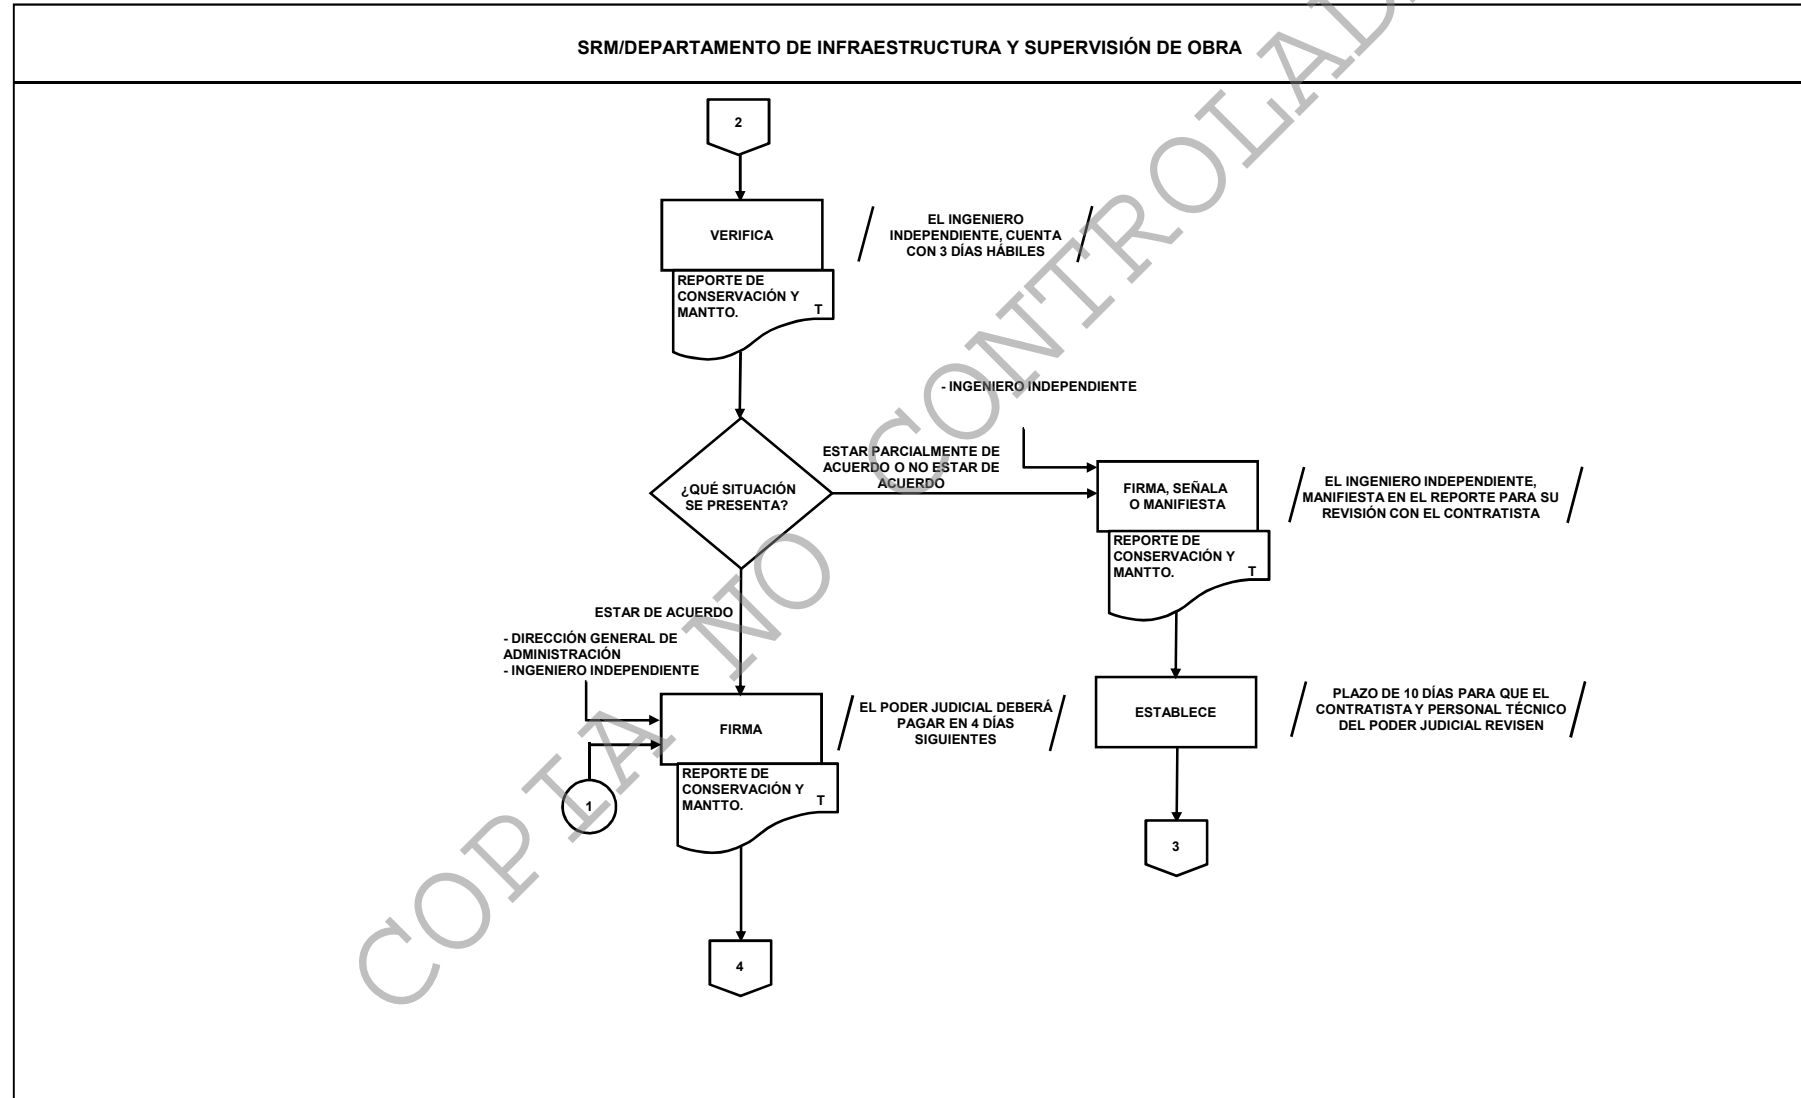 SRM/DEPARTAMENTO DE INFRAESTRUCTURA Y SUPERVISIÓN DE OBRA
2
VERIFICA
EL INGENIERO
INDEPENDIENTE, CUENTA
CON 3 DÍAS HÁBILES
REPORTE DE
CONSERVACIÓN Y
MANTTO.
T
- INGENIERO INDEPENDIENTE
¿QUÉ SITUACIÓN
SE PRESENTA?
ESTAR PARCIALMENTE DE
ACUERDO O NO ESTAR DE
ACUERDO
FIRMA, SEÑALA
O MANIFIESTA
EL INGENIERO INDEPENDIENTE,
MANIFIESTA EN EL REPORTE PARA SU
REVISIÓN CON EL CONTRATISTA
REPORTE DE
CONSERVACIÓN Y
MANTTO.
T
ESTAR DE ACUERDO
- DIRECCIÓN GENERAL DE
ADMINISTRACIÓN
- INGENIERO INDEPENDIENTE
FIRMA
EL PODER JUDICIAL DEBERÁ
PAGAR EN 4 DÍAS
SIGUIENTES
ESTABLECE
PLAZO DE 10 DÍAS PARA QUE EL
CONTRATISTA Y PERSONAL TÉCNICO
DEL PODER JUDICIAL REVISEN
REPORTE DE
CONSERVACIÓN Y
MANTTO.
T
1
3
4
COPIA NO CONTROLAD